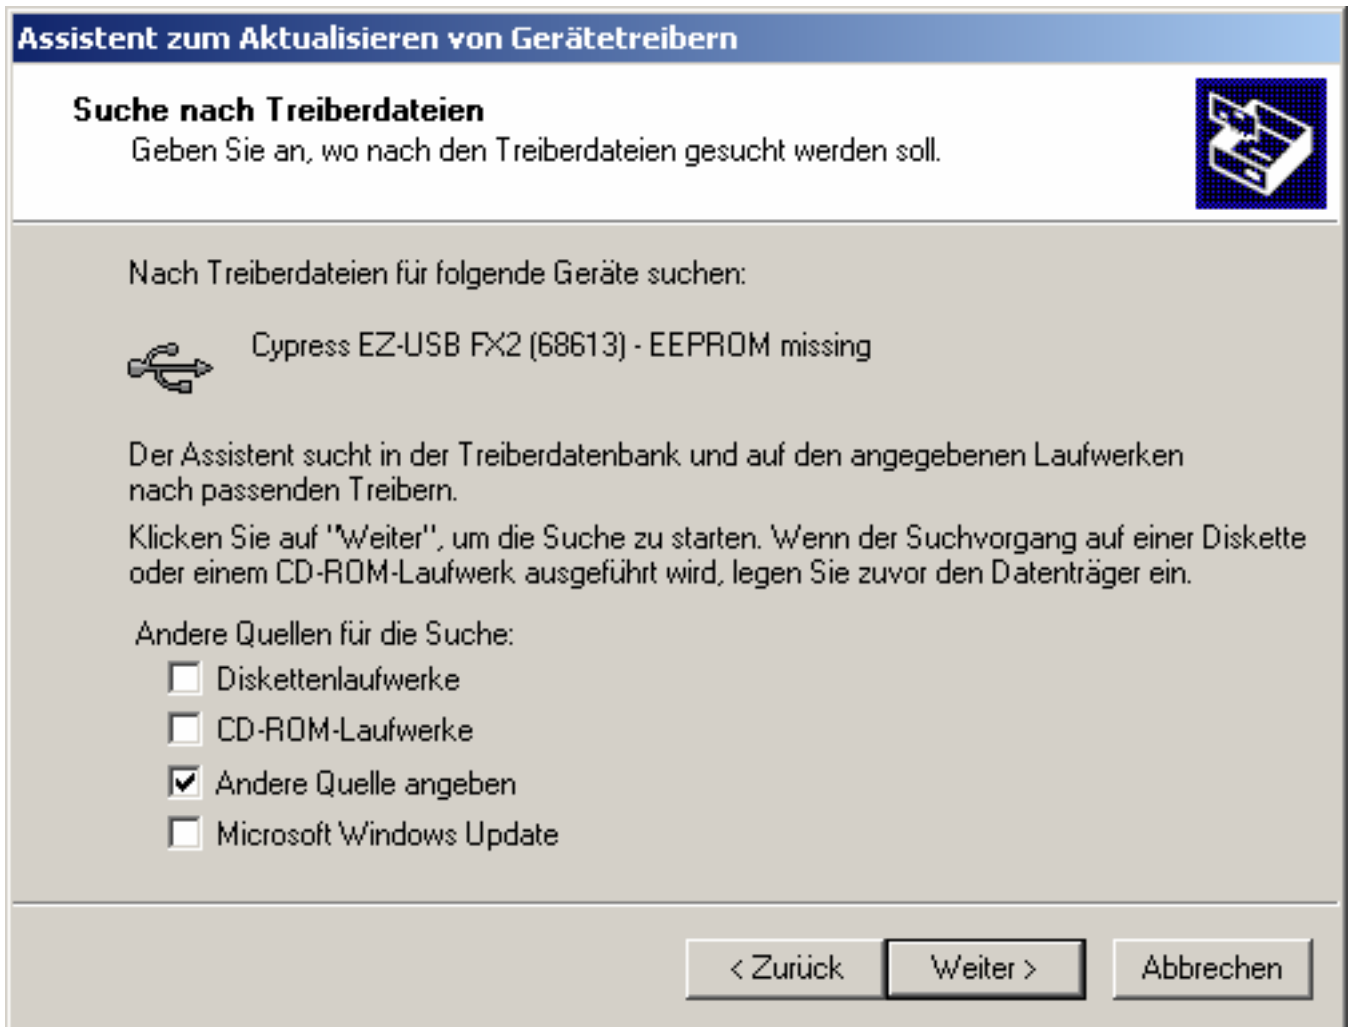 Assistent zum Aktualisieren von Gerätetreibern
Suche nach Treiberdateien
Geben Sie an, wo nach den Treiberdateien gesucht werden soll.
Nach Treiberdateien für folgende Geräte suchen:
Cypress EZ-USB FX2 (68613) - EEPROM missing
Der Assistent sucht in der Treiberdatenbank und auf den angegebenen Laufwerken
nach passenden Treibern.
Klicken Sie auf "Weiter", um die Suche zu starten. Wenn der Suchvorgang auf einer Diskette
oder einem CD-ROM-Laufwerk ausgeführt wird, legen Sie zuvor den Datenträger ein.
Andere Quellen für die Suche:
Diskettenlaufwerke
CD-ROM-Laufwerke
Andere Quelle angeben
Microsoft Windows Update
< Zurück
Weiter >
Abbrechen